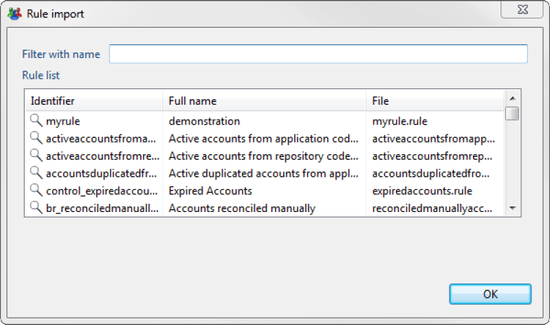 Rule import
Filter with name
Rule list
Identifier Full name File
myrule demonstration myrule.rule
activeaccountsfroma... Active accounts from application cod... activeaccountsfromapp...
activeaccountsfromre... Active accounts from repository code... activeaccountsfromrep...
accountsduplicatedfr... Active duplicated accounts from appl... accountsduplicatedfro...
control_expiredaccou... Expired Accounts expiredaccounts.rule
br_reconciledmanuall... Accounts reconciled manually reconciledmanuallyacc...
OK